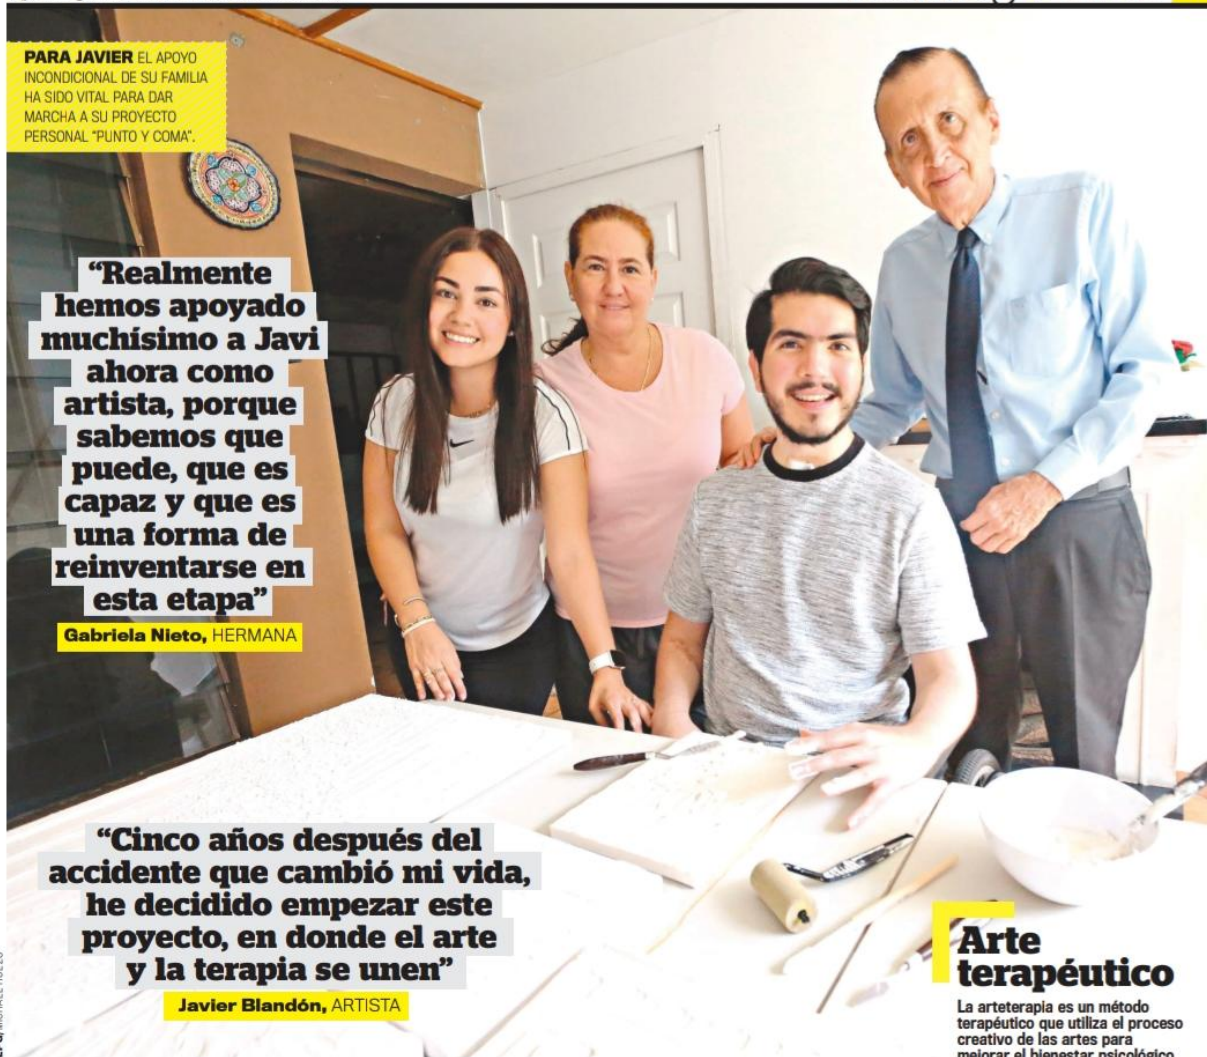 PARA JAVIER EL APOYO
INCONDICIONAL DE SU FAMILIA
HA SIDO VITAL PARA DAR
MARCHA A SU PROYECTO
PERSONAL “PUNTO Y COMA”.
“Realmente
hemos apoyado
muchísimo a Javi
ahora como
artista, porque
sabemos que
puede, que es
capaz y que es
una forma de
reinventarse en
esta etapa”
Gabriela Nieto, HERMANA
“Cinco años después del
accidente que cambió mi vida,
he decidido empezar este
proyecto, en donde el arte
y la terapia se unen”
Javier Blandón, ARTISTA
Arte
terapéutico
La arteterapia es un método
terapéutico que utiliza el proceso
creativo de las artes para
mejorar el bienestar psicológico